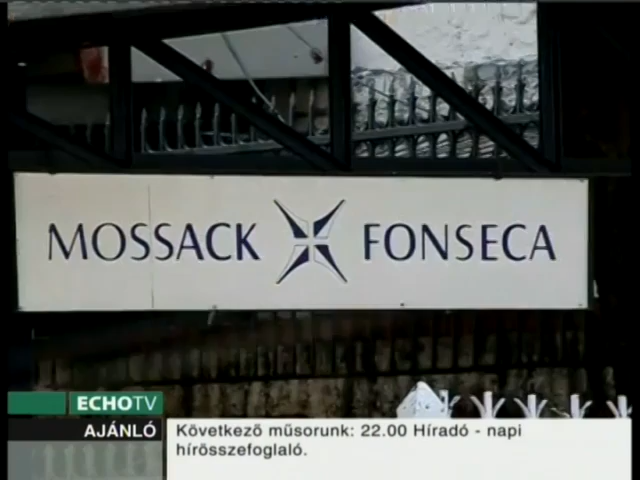 MOSSACK FONSECA
ECHOTV
AJÁNLÓ
Következő műsorunk: 22.00 Híradó - napi
hírösszefoglaló.